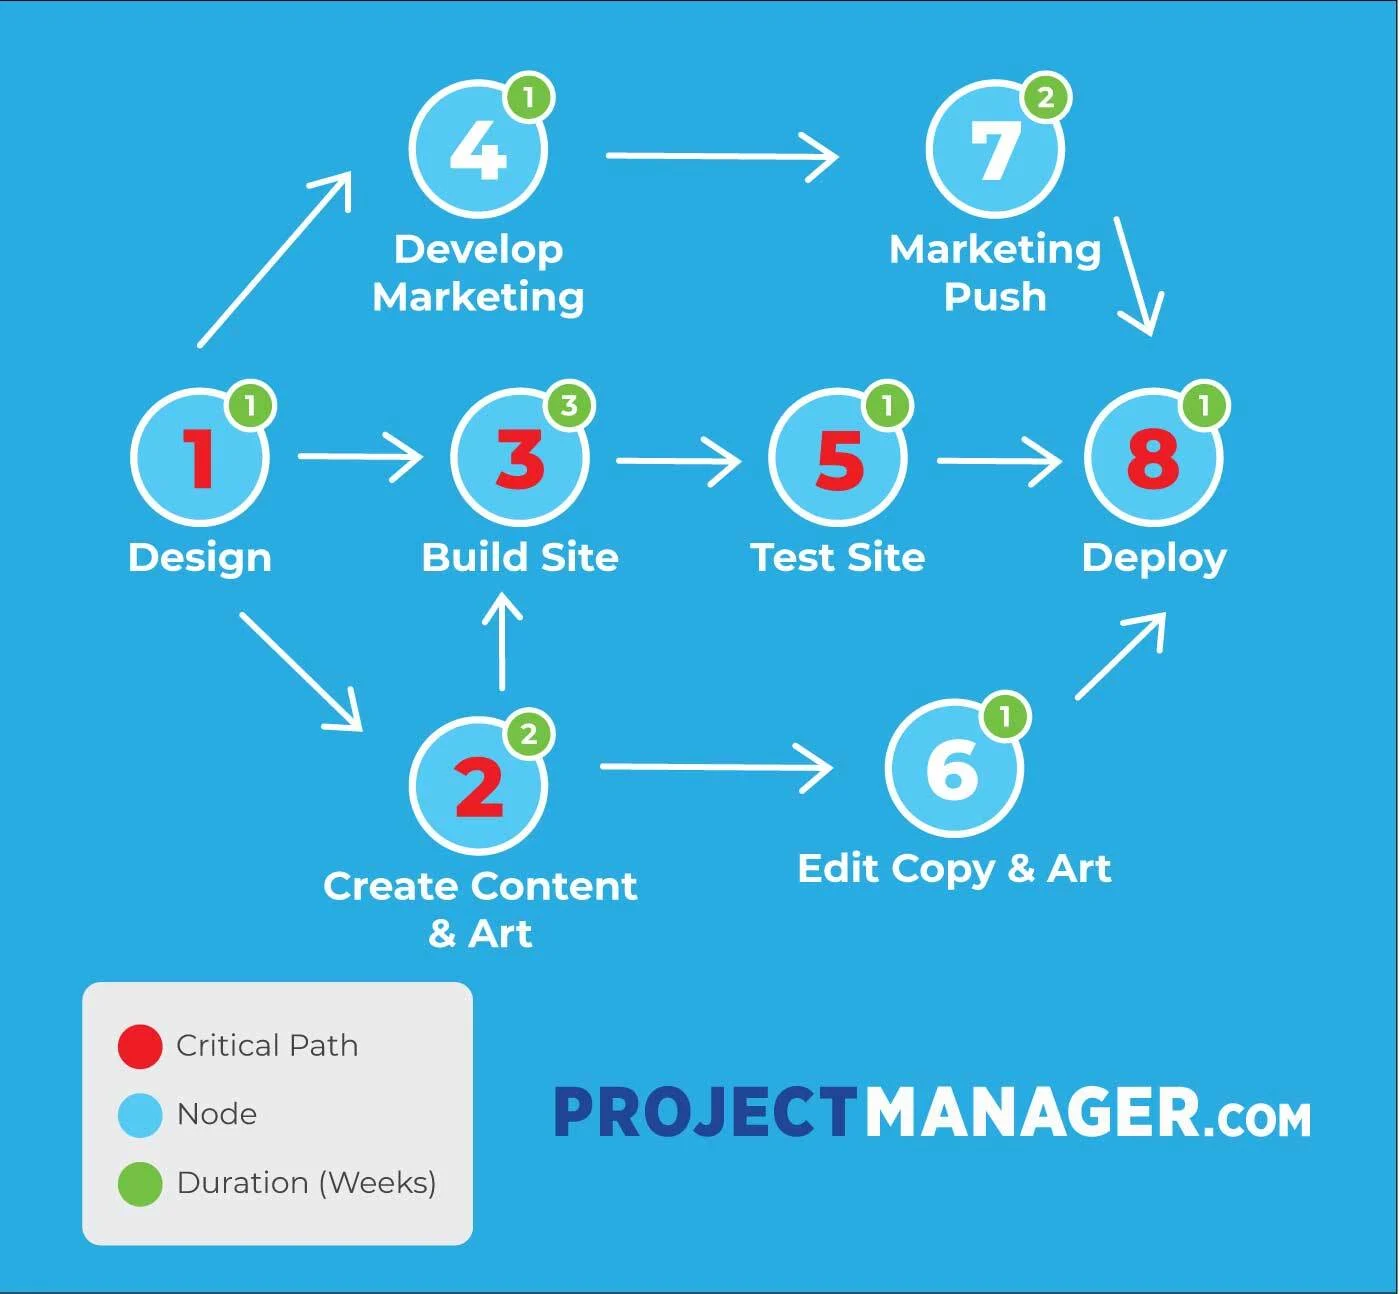 1
4
2
7
Develop
Marketing
Marketing
Push
1
1
3
3
1
5
1
8
Design
Build Site
Test Site
Deploy
2
2
1
6
Create Content
& Art
Edit Copy & Art
Critical Path
Node
Duration (Weeks)
PROJECTMANAGER.COM